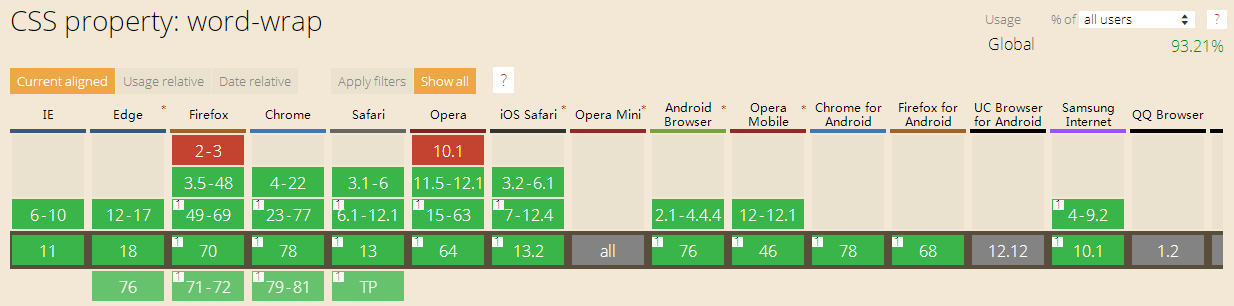 CSS property: word-wrap
Usage % of all users ?
Global 93.21%
Current aligned Usage relative Date relative Apply filters Show all ?
IE Edge * Firefox Chrome Safari Opera iOS Safari * Opera Mini * Android Browser * Opera Mobile * Chrome for Android Firefox for Android UC Browser for Android Samsung Internet QQ Browser
2-3 10.1
3.5-48 4-22 3.1-6 11.5-12.1 3.2-6.1
6-10 12-17 1 49-69 1 23-77 1 6.1-12.1 1 15-63 1 7-12.4 2.1-4.4.4 12-12.1 1 4-9.2
11 18 1 70 1 78 1 13 1 64 1 13.2 all 1 76 1 46 1 78 1 68 12.12 1 10.1 1.2
76 1 71-72 1 79-81 1 TP